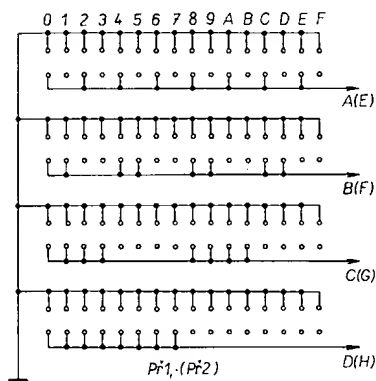 0 1 2 3 4 5 6 7 8 9 A B C D E F
A(E)
B(F)
C(G)
D(H)
Př1,·(Př2)